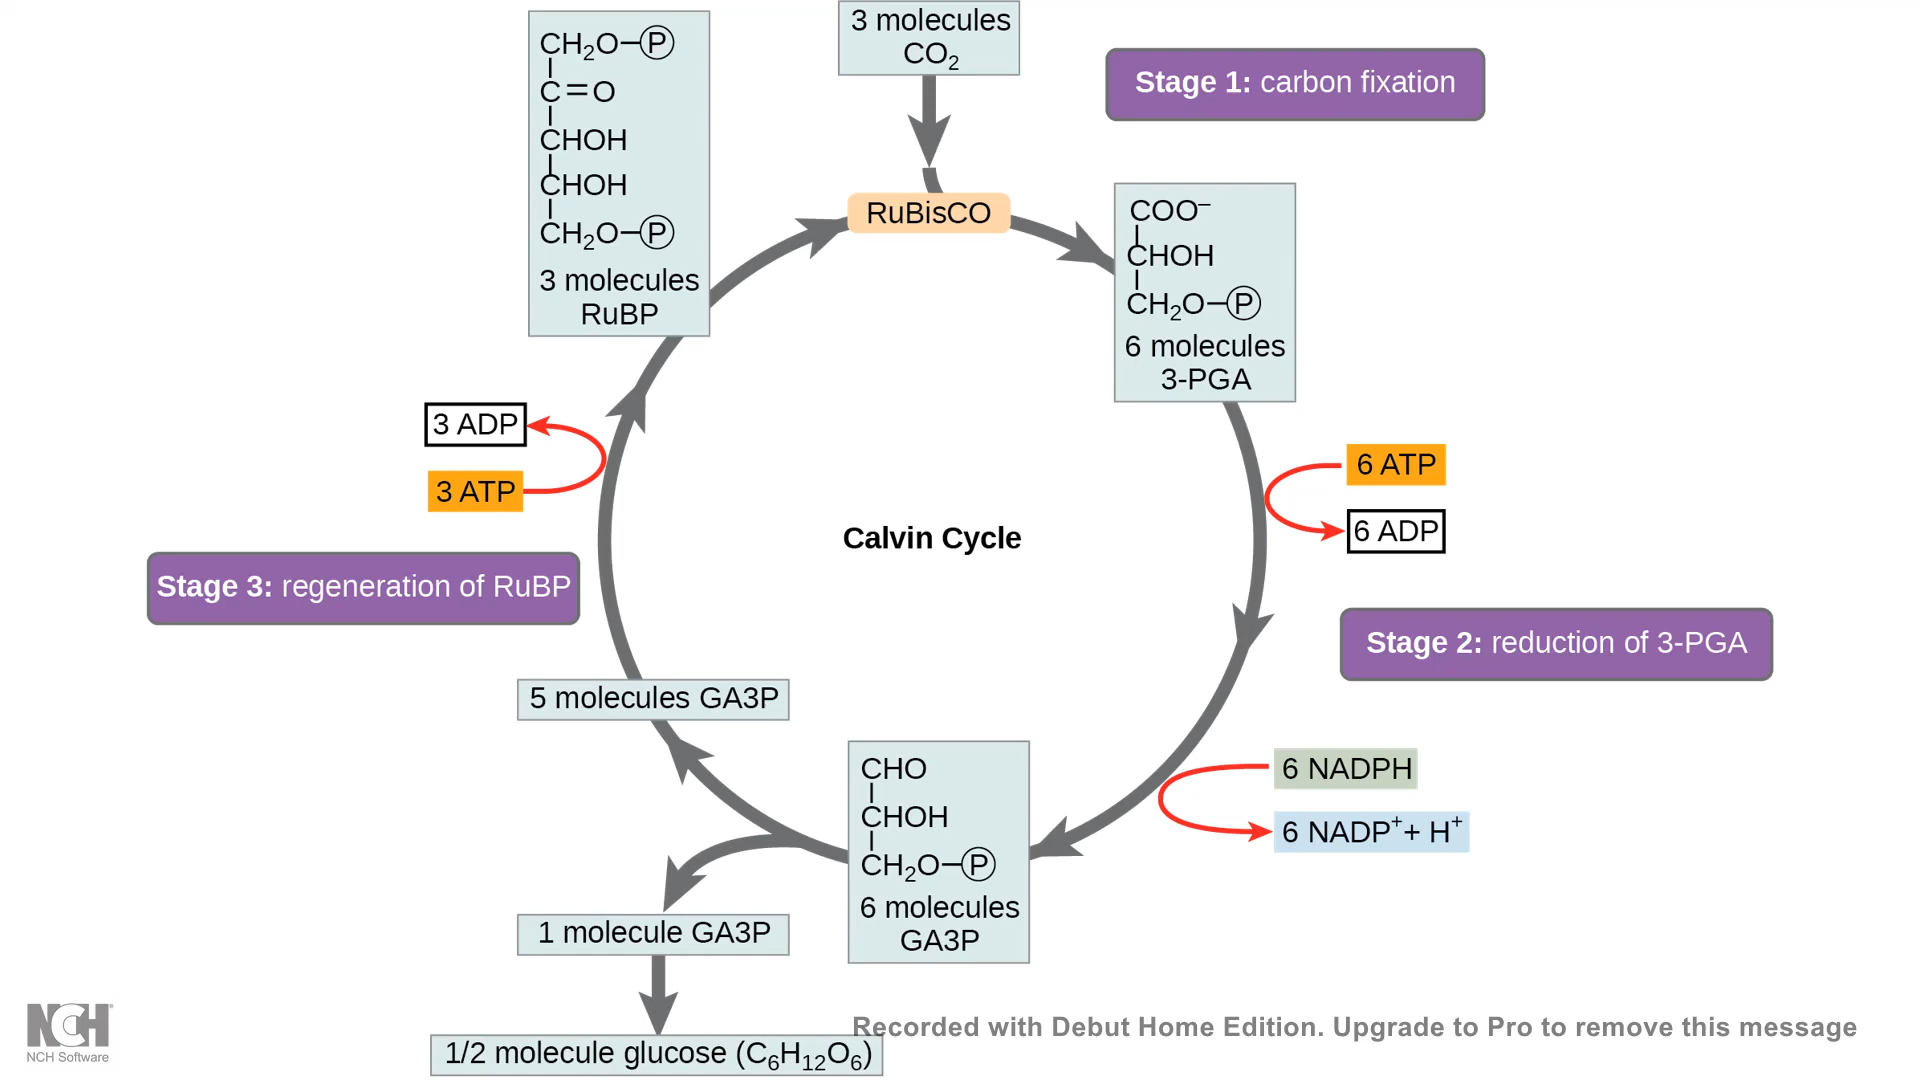 CH₂O–P
C=O
CHOH
CHOH
CH₂O–P
3 molecules
RuBP
3 molecules
CO₂
Stage 1: carbon fixation
RuBisCO
COO⁻
CHOH
CH₂O–P
6 molecules
3-PGA
3 ADP
3 ATP
6 ATP
6 ADP
Calvin Cycle
Stage 3: regeneration of RuBP
Stage 2: reduction of 3-PGA
5 molecules GA3P
CHO
CHOH
CH₂O–P
6 molecules
GA3P
6 NADPH
6 NADP⁺+ H⁺
1 molecule GA3P
1/2 molecule glucose (C₆H₁₂O₆)
NCH
NCH Software
Recorded with Debut Home Edition. Upgrade to Pro to remove this message